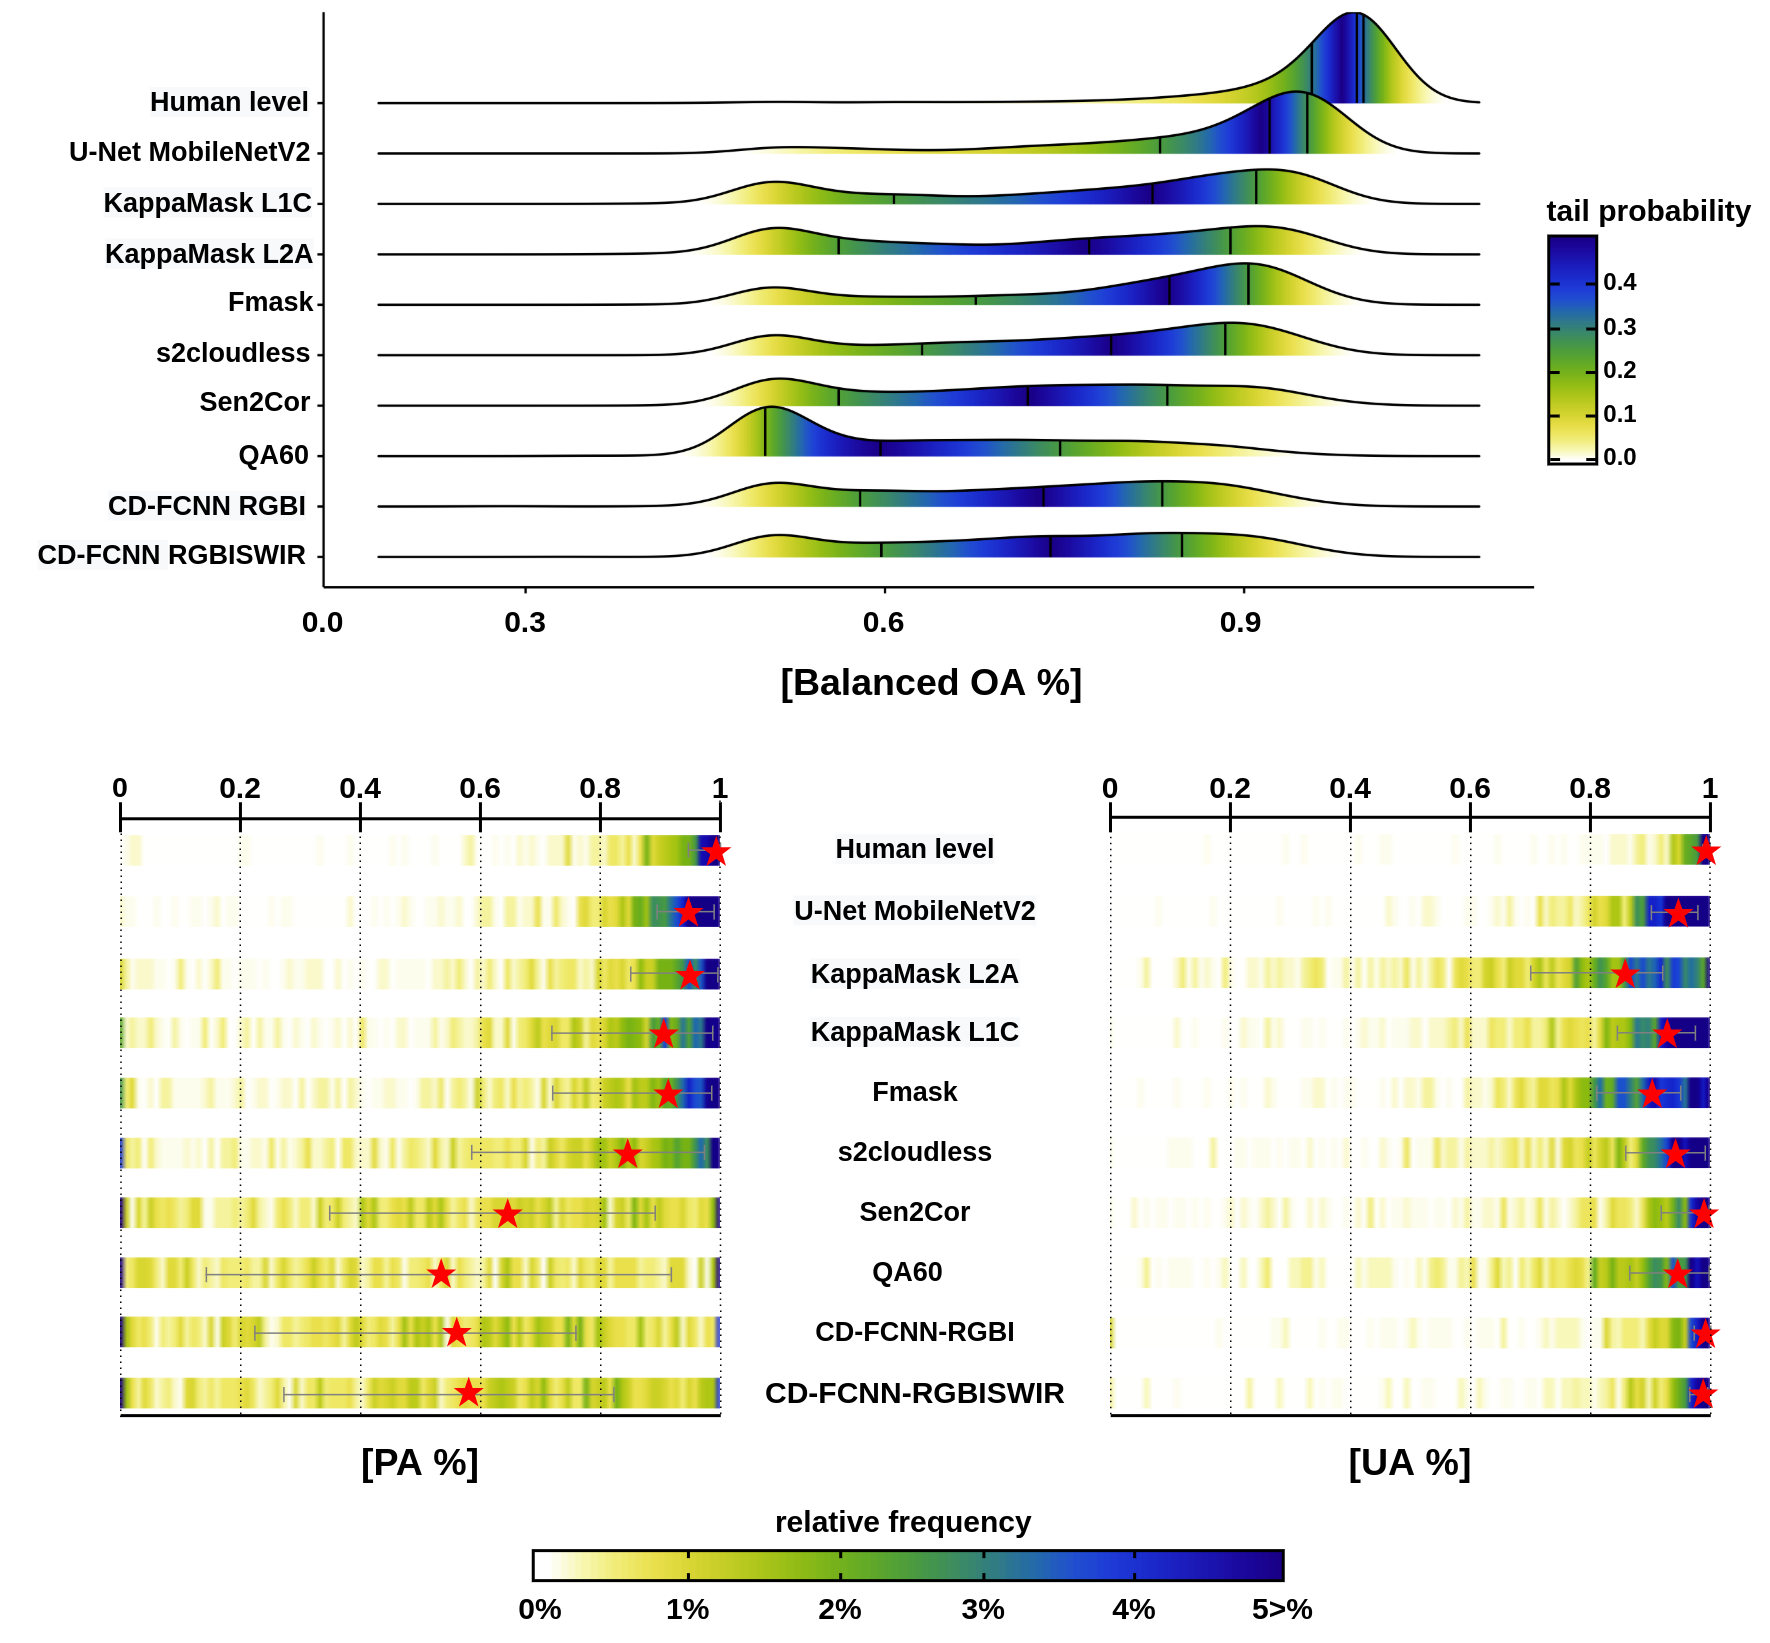 Human level
U-Net MobileNetV2
KappaMask L1C
KappaMask L2A
Fmask
s2cloudless
Sen2Cor
QA60
CD-FCNN RGBI
CD-FCNN RGBISWIR
0.0 0.3 0.6 0.9
[Balanced OA %]
tail probability
0.4
0.3
0.2
0.1
0.0
0 0.2 0.4 0.6 0.8 1
0 0.2 0.4 0.6 0.8 1
Human level
U-Net MobileNetV2
KappaMask L2A
KappaMask L1C
Fmask
s2cloudless
Sen2Cor
QA60
CD-FCNN-RGBI
CD-FCNN-RGBISWIR
[PA %]
[UA %]
relative frequency
0% 1% 2% 3% 4% 5>%